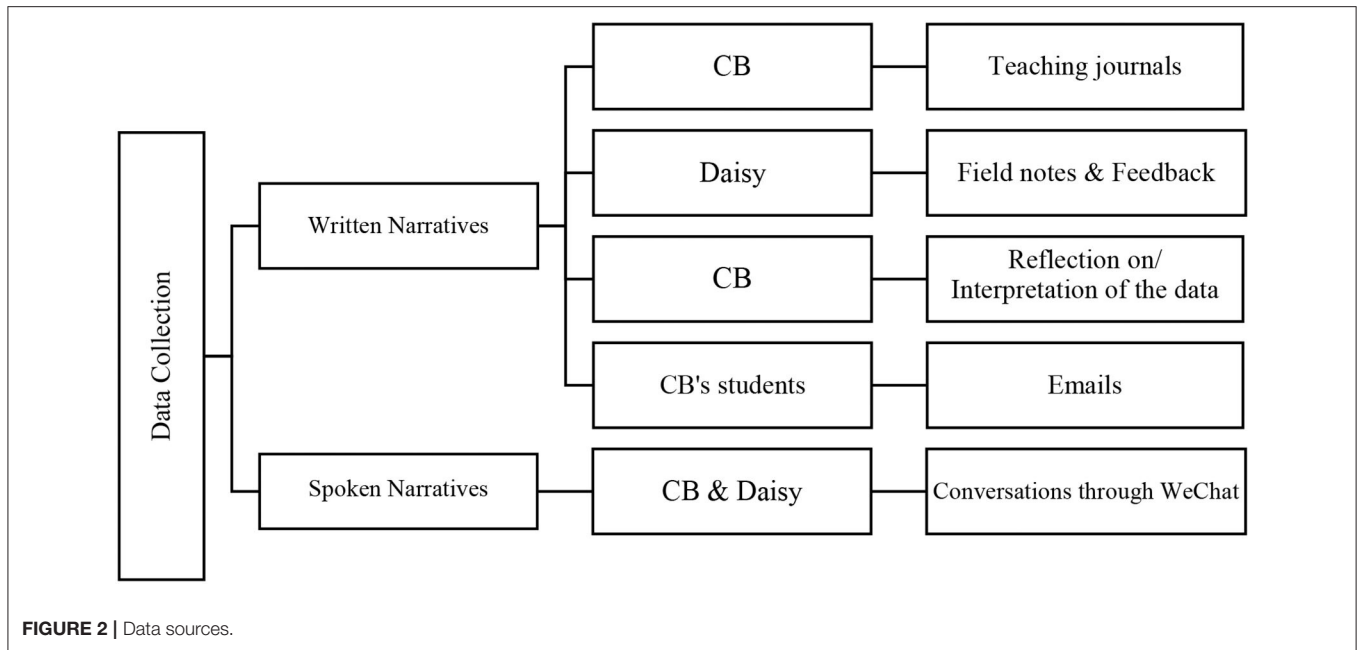 Data Collection
Written Narratives
CB
Teaching journals
Daisy
Field notes & Feedback
CB
Reflection on/
Interpretation of the data
CB's students
Emails
Spoken Narratives
CB & Daisy
Conversations through WeChat
FIGURE 2 | Data sources.